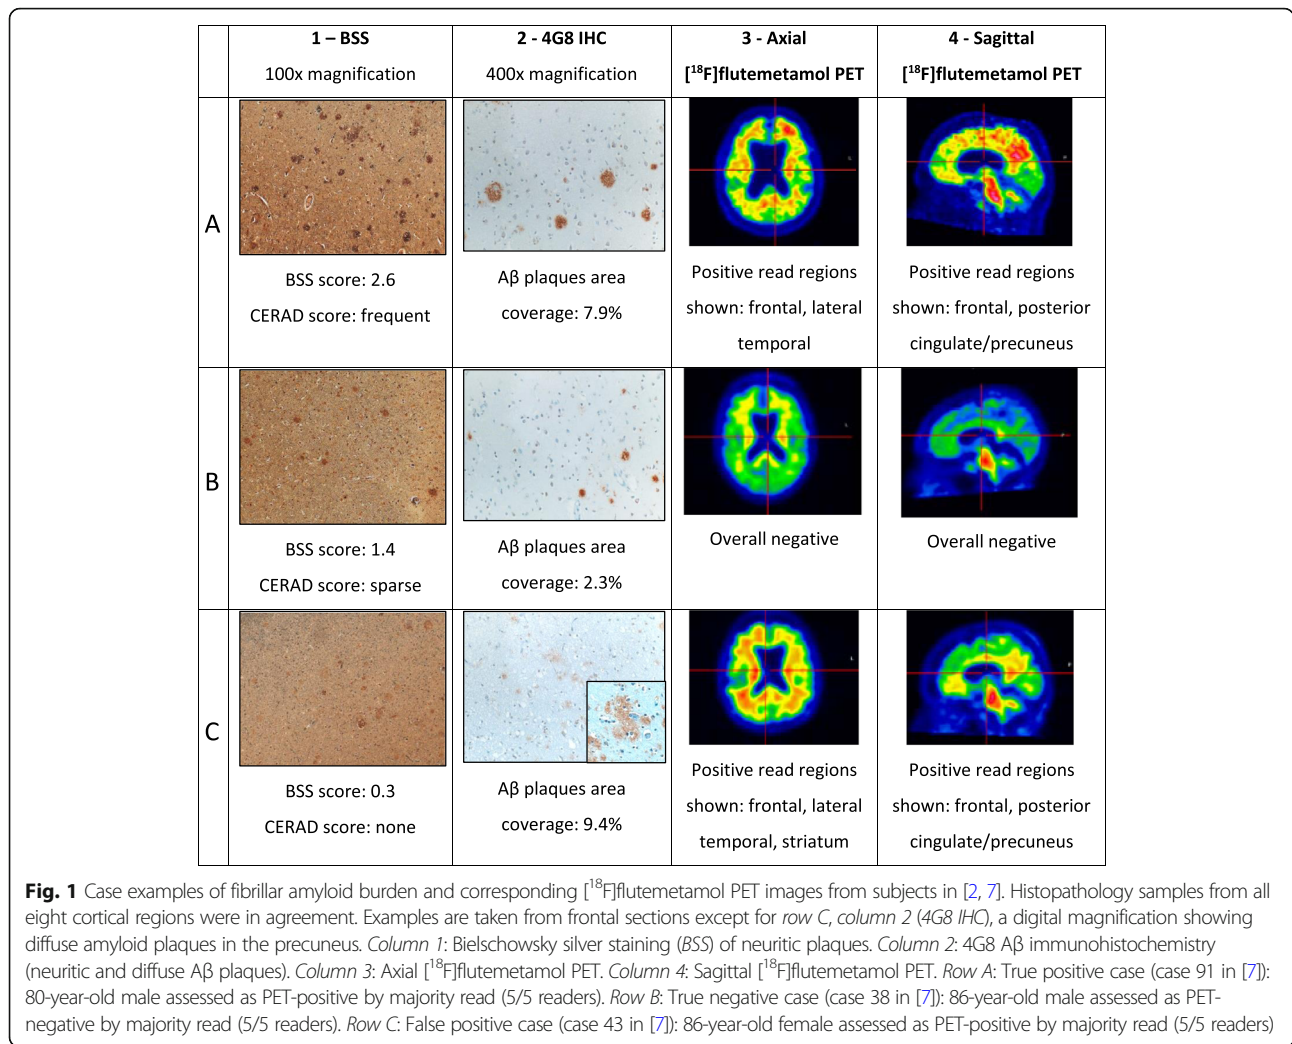 1 – BSS
100x magnification
2 - 4G8 IHC
400x magnification
3 - Axial
[¹⁸F]flutemetamol PET
4 - Sagittal
[¹⁸F]flutemetamol PET
A
BSS score: 2.6
CERAD score: frequent
Aβ plaques area
coverage: 7.9%
Positive read regions
shown: frontal, lateral
temporal
Positive read regions
shown: frontal, posterior
cingulate/precuneus
B
BSS score: 1.4
CERAD score: sparse
Aβ plaques area
coverage: 2.3%
Overall negative
Overall negative
C
BSS score: 0.3
CERAD score: none
Aβ plaques area
coverage: 9.4%
Positive read regions
shown: frontal, lateral
temporal, striatum
Positive read regions
shown: frontal, posterior
cingulate/precuneus
Fig. 1 Case examples of fibrillar amyloid burden and corresponding [¹⁸F]flutemetamol PET images from subjects in [2, 7]. Histopathology samples from all
eight cortical regions were in agreement. Examples are taken from frontal sections except for row C, column 2 (4G8 IHC), a digital magnification showing
diffuse amyloid plaques in the precuneus. Column 1: Bielschowsky silver staining (BSS) of neuritic plaques. Column 2: 4G8 Aβ immunohistochemistry
(neuritic and diffuse Aβ plaques). Column 3: Axial [¹⁸F]flutemetamol PET. Column 4: Sagittal [¹⁸F]flutemetamol PET. Row A: True positive case (case 91 in [7]):
80-year-old male assessed as PET-positive by majority read (5/5 readers). Row B: True negative case (case 38 in [7]): 86-year-old male assessed as PET-
negative by majority read (5/5 readers). Row C: False positive case (case 43 in [7]): 86-year-old female assessed as PET-positive by majority read (5/5 readers)